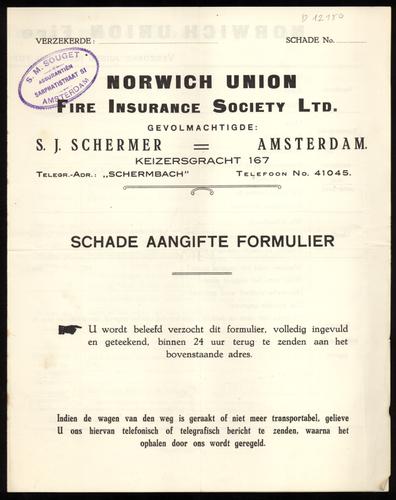 D 12150
VERZEKERDE: SCHADE No.
S. M. SOUGET
ASSURANTIËN
SARPHATISTRAAT 51
AMSTERDAM
NORWICH UNION
FIRE INSURANCE SOCIETY LTD.
GEVOLMACHTIGDE:
S. J. SCHERMER = AMSTERDAM.
KEIZERSGRACHT 167
TELEGR.-ADR.: „SCHERMBACH” TELEFOON No. 41045.
SCHADE AANGIFTE FORMULIER
U wordt beleefd verzocht dit formulier, volledig ingevuld
en geteekend, binnen 24 uur terug te zenden aan het
bovenstaande adres.
Indien de wagen van den weg is geraakt of niet meer transportabel, gelieve
U ons hiervan telefonisch of telegrafisch bericht te zenden, waarna het
ophalen door ons wordt geregeld.